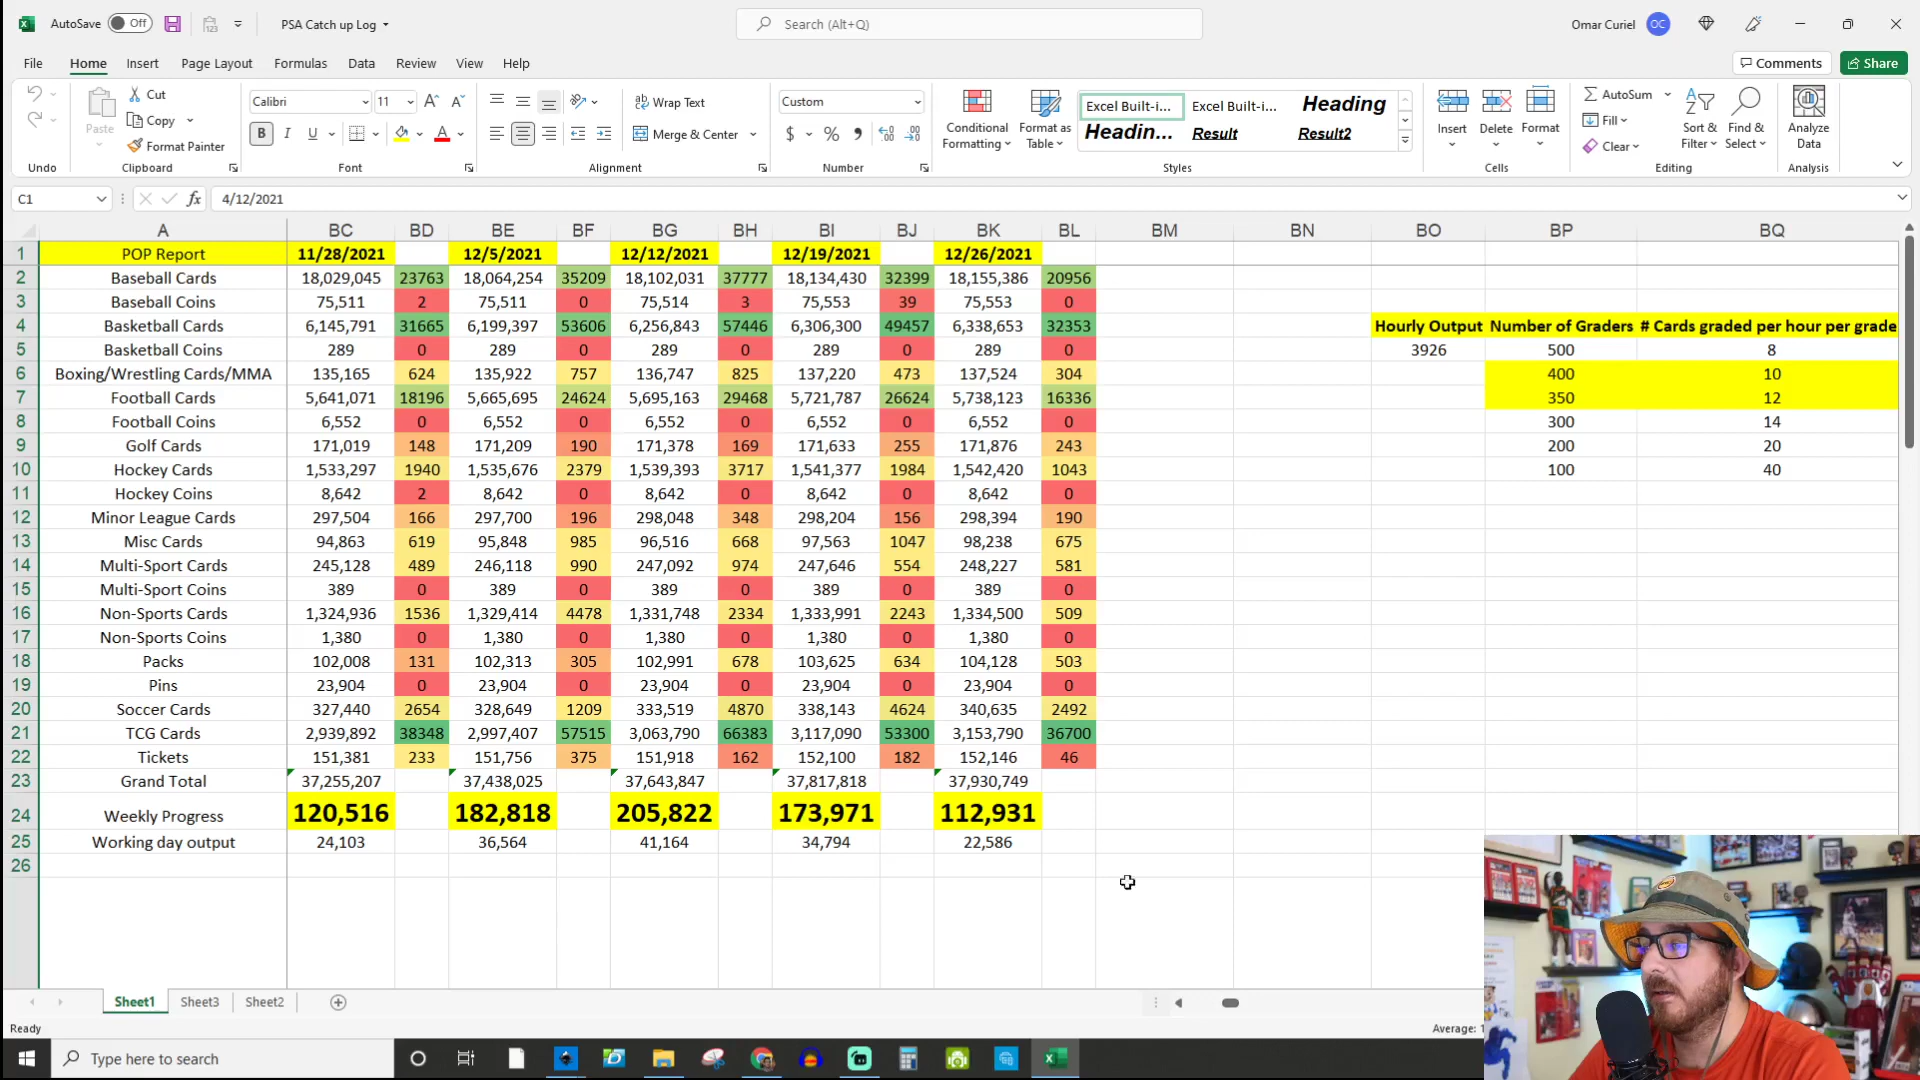 AutoSave Off PSA Catch up Log Search (Alt+Q) Omar Curiel OC
File Home Insert Page Layout Formulas Data Review View Help Comments Share
Paste Cut Copy Format Painter
Calibri 11 B I U A
Wrap Text Merge & Center
Custom $ %
Conditional Formatting Format as Table
Excel Built-i... Excel Built-i... Heading
Headin... Result Result2
Insert Delete Format
AutoSum Fill Clear Sort & Filter Find & Select Analyze Data
Undo Clipboard Font Alignment Number Styles Cells Editing Analysis
C1 fx 4/12/2021
A BC BD BE BF BG BH BI BJ BK BL BM BN BO BP BQ
1 POP Report 11/28/2021 12/5/2021 12/12/2021 12/19/2021 12/26/2021
2 Baseball Cards 18,029,045 23763 18,064,254 35209 18,102,031 37777 18,134,430 32399 18,155,386 20956
3 Baseball Coins 75,511 2 75,511 0 75,514 3 75,553 39 75,553 0
4 Basketball Cards 6,145,791 31665 6,199,397 53606 6,256,843 57446 6,306,300 49457 6,338,653 32353 Hourly Output Number of Graders # Cards graded per hour per grade
5 Basketball Coins 289 0 289 0 289 0 289 0 289 0 3926 500 8
6 Boxing/Wrestling Cards/MMA 135,165 624 135,922 757 136,747 825 137,220 473 137,524 304 400 10
7 Football Cards 5,641,071 18196 5,665,695 24624 5,695,163 29468 5,721,787 26624 5,738,123 16336 350 12
8 Football Coins 6,552 0 6,552 0 6,552 0 6,552 0 6,552 0 300 14
9 Golf Cards 171,019 148 171,209 190 171,378 169 171,633 255 171,876 243 200 20
10 Hockey Cards 1,533,297 1940 1,535,676 2379 1,539,393 3717 1,541,377 1984 1,542,420 1043 100 40
11 Hockey Coins 8,642 2 8,642 0 8,642 0 8,642 0 8,642 0
12 Minor League Cards 297,504 166 297,700 196 298,048 348 298,204 156 298,394 190
13 Misc Cards 94,863 619 95,848 985 96,516 668 97,563 1047 98,238 675
14 Multi-Sport Cards 245,128 489 246,118 990 247,092 974 247,646 554 248,227 581
15 Multi-Sport Coins 389 0 389 0 389 0 389 0 389 0
16 Non-Sports Cards 1,324,936 1536 1,329,414 4478 1,331,748 2334 1,333,991 2243 1,334,500 509
17 Non-Sports Coins 1,380 0 1,380 0 1,380 0 1,380 0 1,380 0
18 Packs 102,008 131 102,313 305 102,991 678 103,625 634 104,128 503
19 Pins 23,904 0 23,904 0 23,904 0 23,904 0 23,904 0
20 Soccer Cards 327,440 2654 328,649 1209 333,519 4870 338,143 4624 340,635 2492
21 TCG Cards 2,939,892 38348 2,997,407 57515 3,063,790 66383 3,117,090 53300 3,153,790 36700
22 Tickets 151,381 233 151,756 375 151,918 162 152,100 182 152,146 46
23 Grand Total 37,255,207 37,438,025 37,643,847 37,817,818 37,930,749
24 Weekly Progress 120,516 182,818 205,822 173,971 112,931
25 Working day output 24,103 36,564 41,164 34,794 22,586
26
Sheet1 Sheet3 Sheet2
Ready Average:
Type here to search